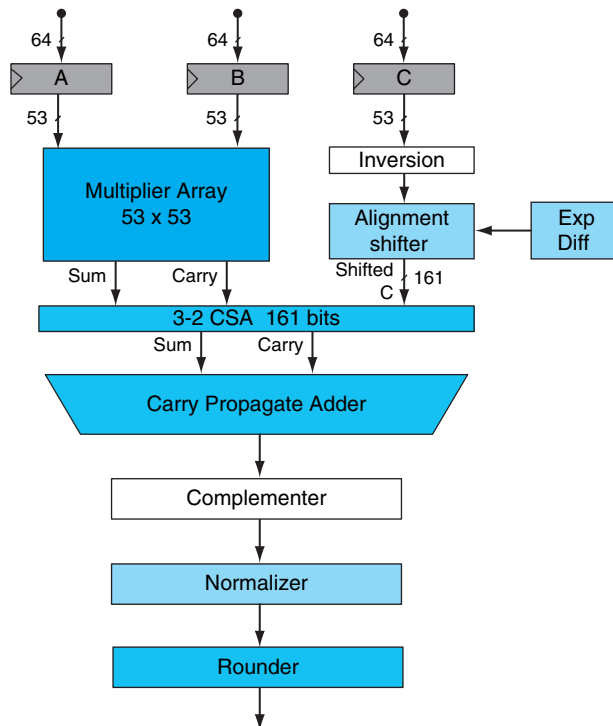 64 64 64
A B C
53 53 53
Inversion
Multiplier Array
53 x 53
Alignment
shifter
Exp
Diff
Sum Carry
Shifted
C
161
3-2 CSA 161 bits
Sum Carry
Carry Propagate Adder
Complementer
Normalizer
Rounder